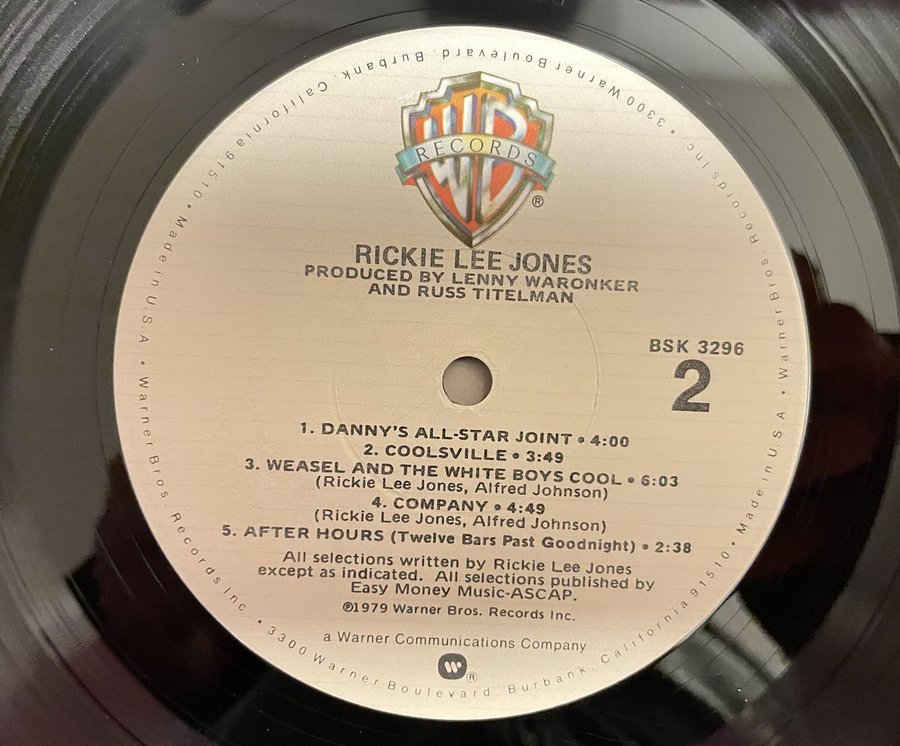 WB
RECORDS
®
RICKIE LEE JONES
PRODUCED BY LENNY WARONKER
AND RUSS TITELMAN
BSK 3296
2
1. DANNY'S ALL-STAR JOINT • 4:00
2. COOLSVILLE • 3:49
3. WEASEL AND THE WHITE BOYS COOL • 6:03
(Rickie Lee Jones, Alfred Johnson)
4. COMPANY • 4:49
(Rickie Lee Jones, Alfred Johnson)
5. AFTER HOURS (Twelve Bars Past Goodnight) • 2:38
All selections written by Rickie Lee Jones
except as indicated. All selections published by
Easy Money Music-ASCAP.
℗1979 Warner Bros. Records Inc.
a Warner Communications Company
W ®
Warner Bros. Records Inc. • 3300 Warner Boulevard, Burbank, California 91510 • Made in U.S.A. • Warner Bros. Records Inc. • 3300 Warner Boulevard, Burbank, California 91510 • Made in U.S.A. •